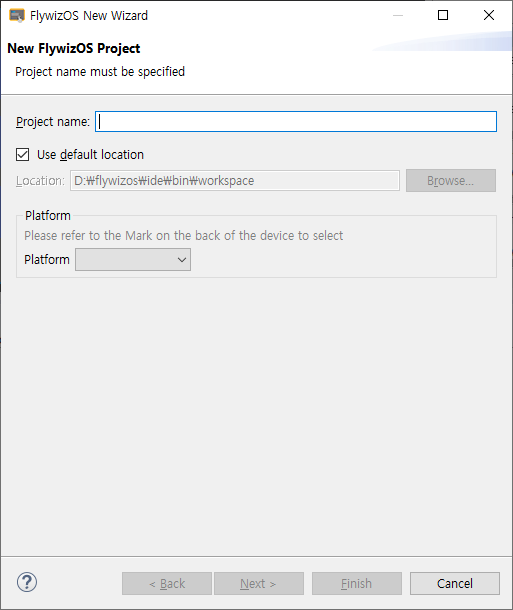 FlywizOS New Wizard
New FlywizOS Project
Project name must be specified
Project name:
Use default location
Location: D:₩flywizos₩ide₩bin₩workspace Browse...
Platform
Please refer to the Mark on the back of the device to select
Platform
? < Back Next > Finish Cancel